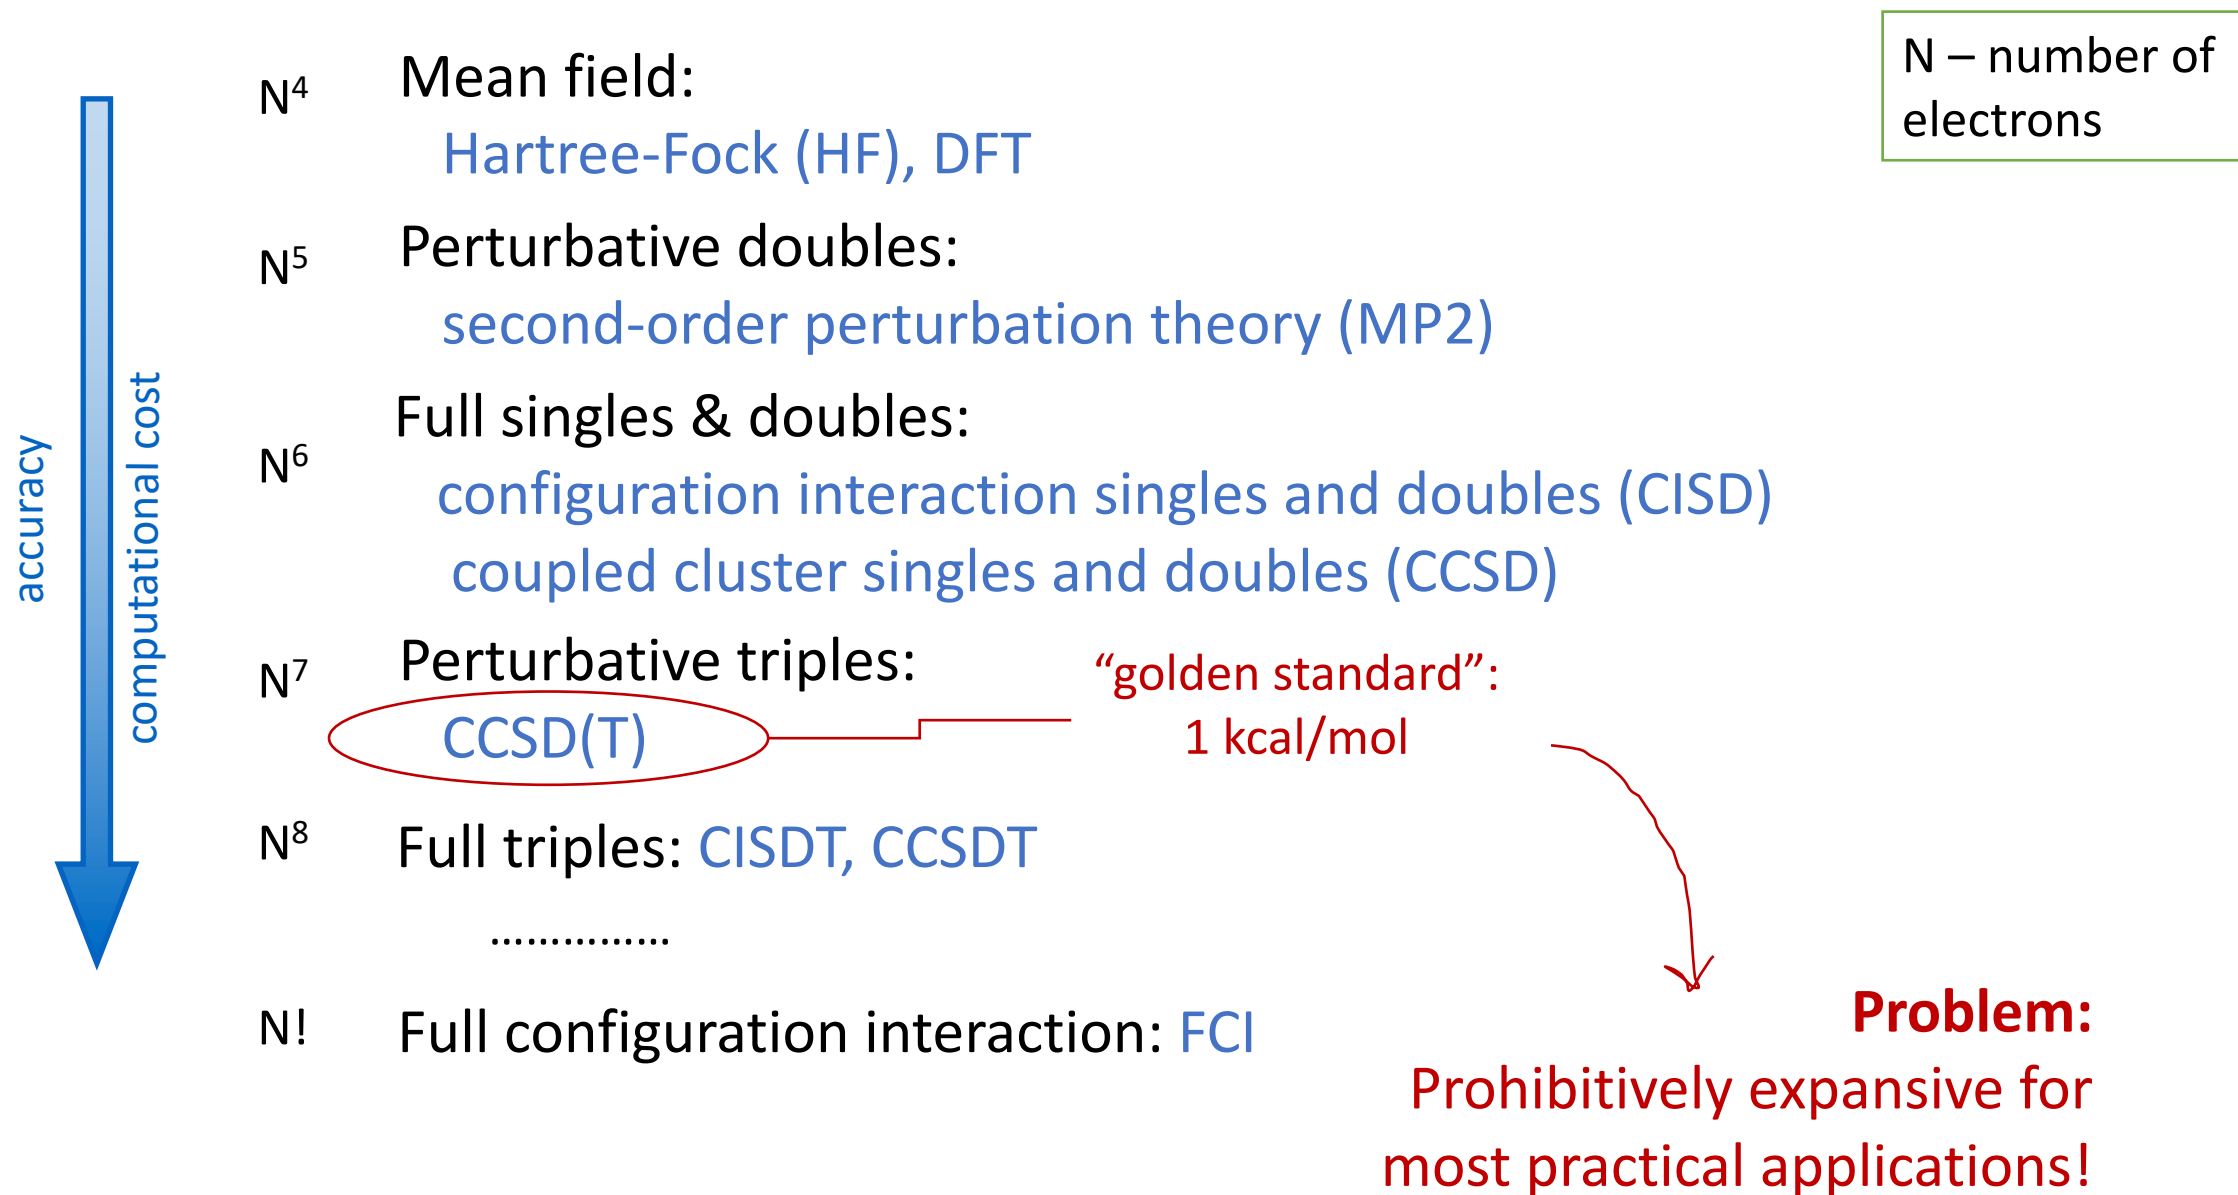 N – number of
electrons
N⁴ Mean field:
Hartree-Fock (HF), DFT
N⁵ Perturbative doubles:
second-order perturbation theory (MP2)
Full singles & doubles:
N⁶
configuration interaction singles and doubles (CISD)
coupled cluster singles and doubles (CCSD)
N⁷ Perturbative triples:
CCSD(T)
“golden standard”:
1 kcal/mol
N⁸ Full triples: CISDT, CCSDT
...............
N! Full configuration interaction: FCI
accuracy
computational cost
Problem:
Prohibitively expansive for
most practical applications!